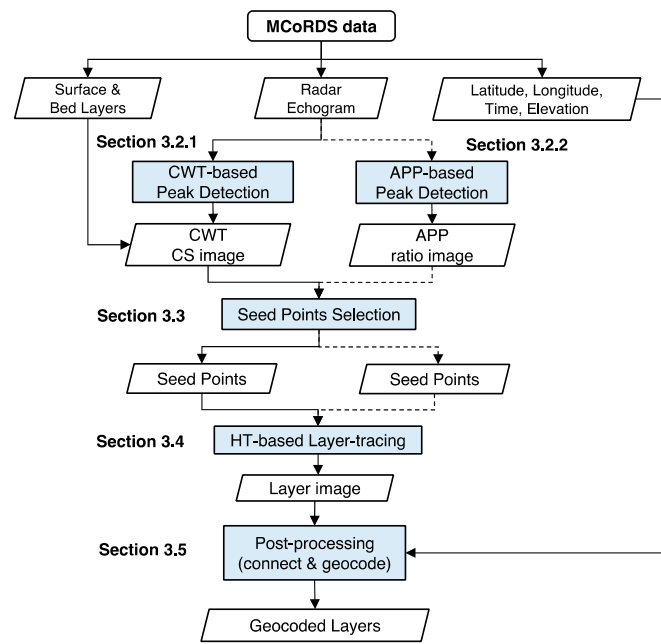 MCoRDS data
Surface &
Bed Layers
Radar
Echogram
Latitude, Longitude,
Time, Elevation
Section 3.2.1
Section 3.2.2
CWT-based
Peak Detection
APP-based
Peak Detection
CWT
CS image
APP
ratio image
Section 3.3
Seed Points Selection
Seed Points
Seed Points
Section 3.4
HT-based Layer-tracing
Layer image
Section 3.5
Post-processing
(connect & geocode)
Geocoded Layers